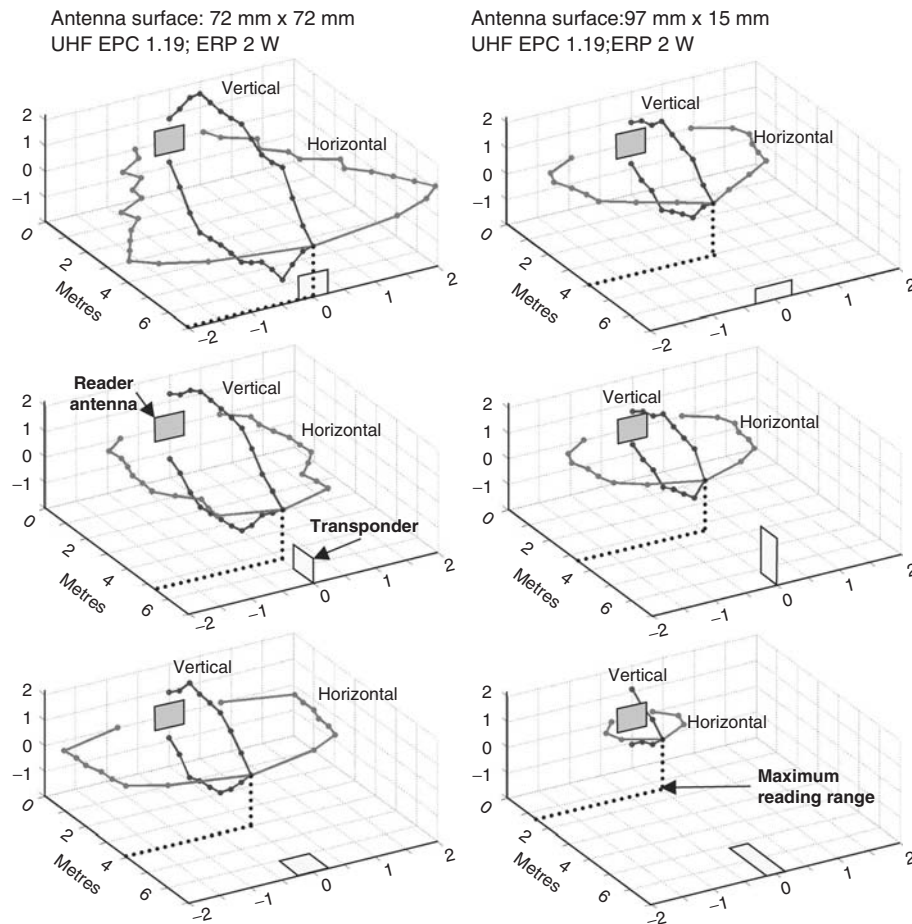 Antenna surface: 72 mm x 72 mm
UHF EPC 1.19; ERP 2 W
Antenna surface:97 mm x 15 mm
UHF EPC 1.19;ERP 2 W
Vertical
Horizontal
2
1
0
−1
0
2
4
6
Metres
−2
−1
0
1
2
Vertical
Horizontal
2
1
0
−1
0
2
4
6
Metres
−2
−1
0
1
2
Reader
antenna
Vertical
Horizontal
Transponder
2
1
0
−1
0
2
4
6
Metres
−2
−1
0
1
2
Vertical
Horizontal
2
1
0
−1
0
2
4
6
Metres
−2
−1
0
1
2
Vertical
Horizontal
2
1
0
−1
0
2
4
6
Metres
−2
−1
0
1
2
Vertical
Horizontal
Maximum
reading range
2
1
0
−1
0
2
4
6
Metres
−2
−1
0
1
2